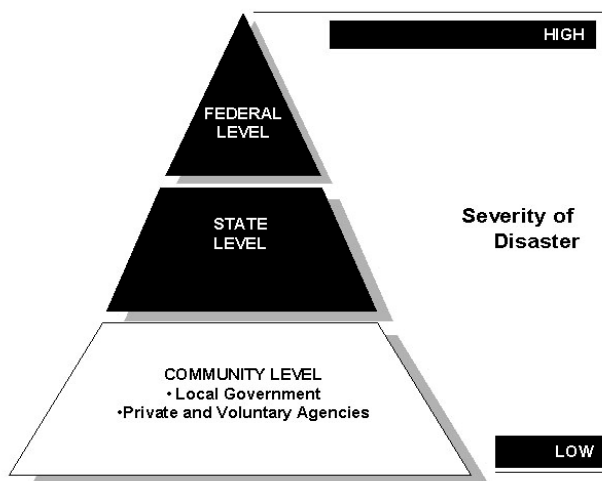 HIGH
FEDERAL
LEVEL
STATE
LEVEL
Severity of
Disaster
COMMUNITY LEVEL
•Local Government
•Private and Voluntary Agencies
LOW